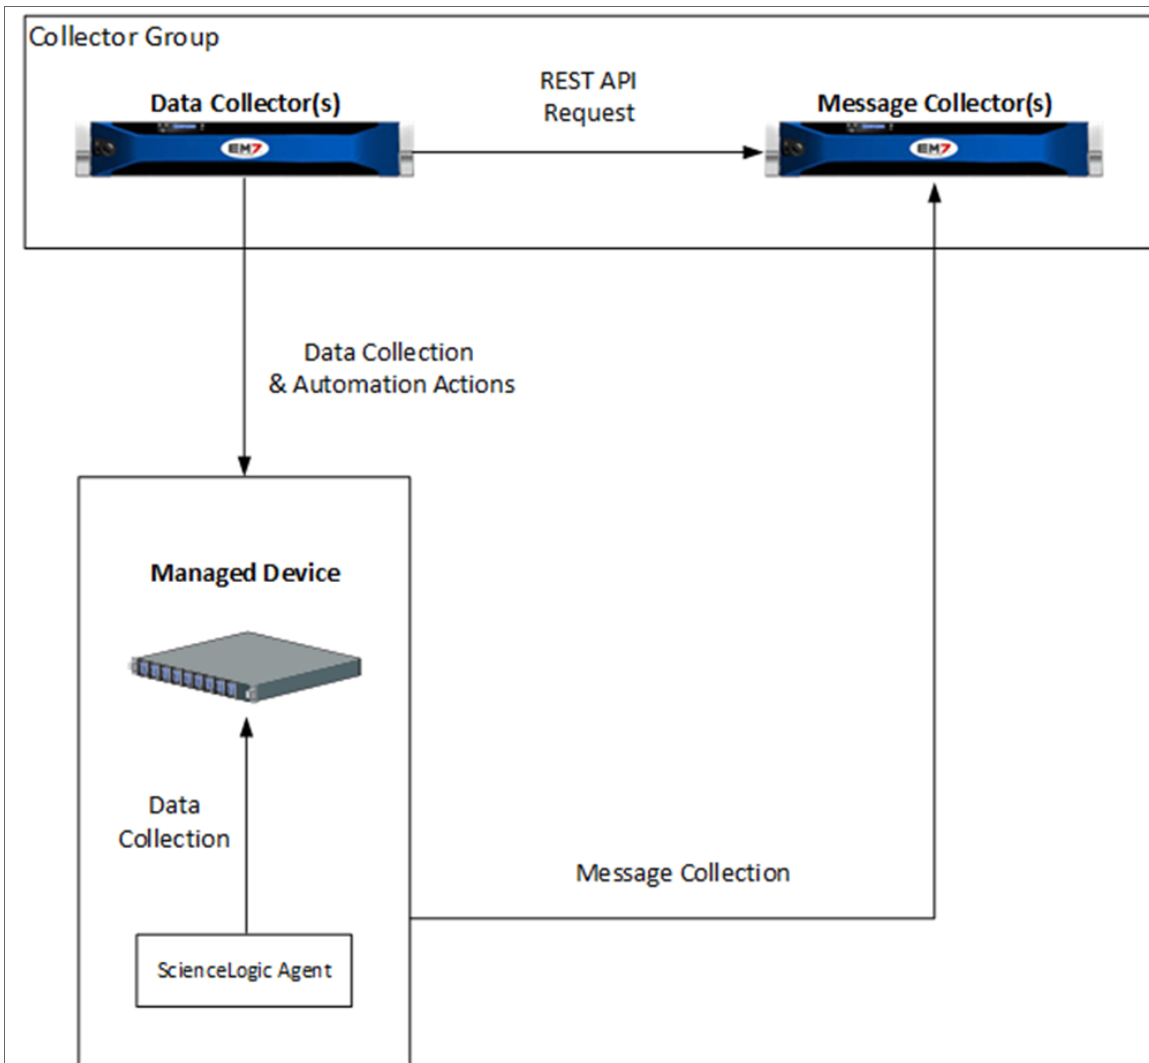 Collector Group
Data Collector(s)
REST API
Request
Message Collector(s)
EM7
EM7
Data Collection
& Automation Actions
Managed Device
Data
Collection
Message Collection
ScienceLogic Agent